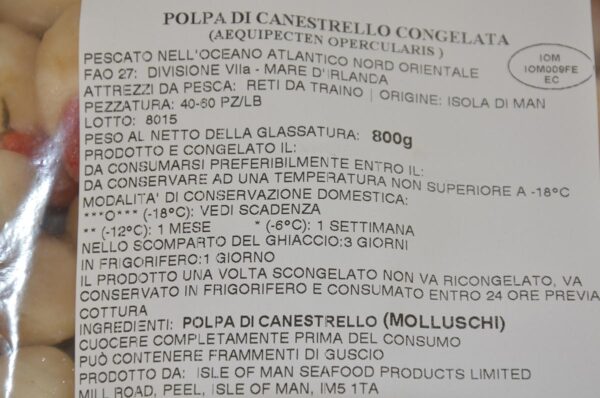 POLPA DI CANESTRELLO CONGELATA
(AEQUIPECTEN OPERCULARIS )
PESCATO NELL'OCEANO ATLANTICO NORD ORIENTALE
FAO 27: DIVISIONE VIIa - MARE D'IRLANDA
ATTREZZI DA PESCA: RETI DA TRAINO | ORIGINE: ISOLA DI MAN
PEZZATURA: 40-60 PZ/LB
LOTTO: 8015
PESO AL NETTO DELLA GLASSATURA: 800g
PRODOTTO E CONGELATO IL:
DA CONSUMARSI PREFERIBILMENTE ENTRO IL:
DA CONSERVARE AD UNA TEMPERATURA NON SUPERIORE A -18°C
MODALITA' DI CONSERVAZIONE DOMESTICA:
***O*** (-18°C): VEDI SCADENZA
** (-12°C): 1 MESE * (-6°C): 1 SETTIMANA
NELLO SCOMPARTO DEL GHIACCIO:3 GIORNI
IN FRIGORIFERO:1 GIORNO
IL PRODOTTO UNA VOLTA SCONGELATO NON VA RICONGELATO, VA
CONSERVATO IN FRIGORIFERO E CONSUMATO ENTRO 24 ORE PREVIA
COTTURA
INGREDIENTI: POLPA DI CANESTRELLO (MOLLUSCHI)
CUOCERE COMPLETAMENTE PRIMA DEL CONSUMO
PUÒ CONTENERE FRAMMENTI DI GUSCIO
PRODOTTO DA: ISLE OF MAN SEAFOOD PRODUCTS LIMITED
MILL ROAD, PEEL, ISLE OF MAN, IM5 1TA
IOM
IOM009FE
EC